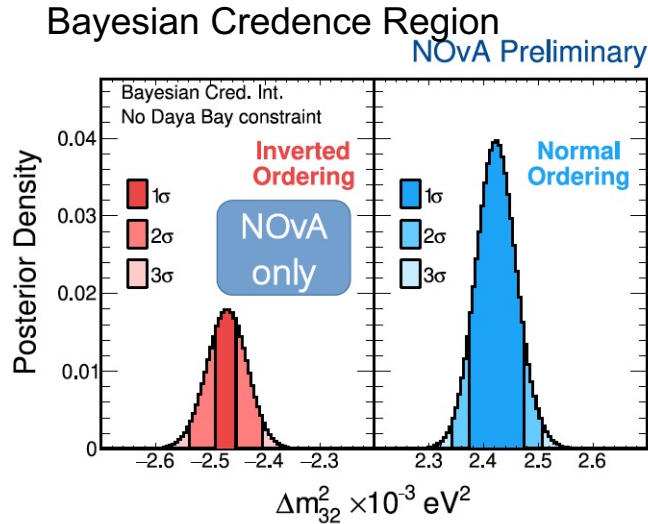 Bayesian Credence Region
NOvA Preliminary
Bayesian Cred. Int.
No Daya Bay constraint
Inverted
Ordering
1σ
2σ
3σ
NOvA
only
Normal
Ordering
1σ
2σ
3σ
Posterior Density
0.04
0.03
0.02
0.01
0
−2.6 −2.5 −2.4 −2.3 2.3 2.4 2.5 2.6
Δm²₃₂ ×10⁻³ eV²